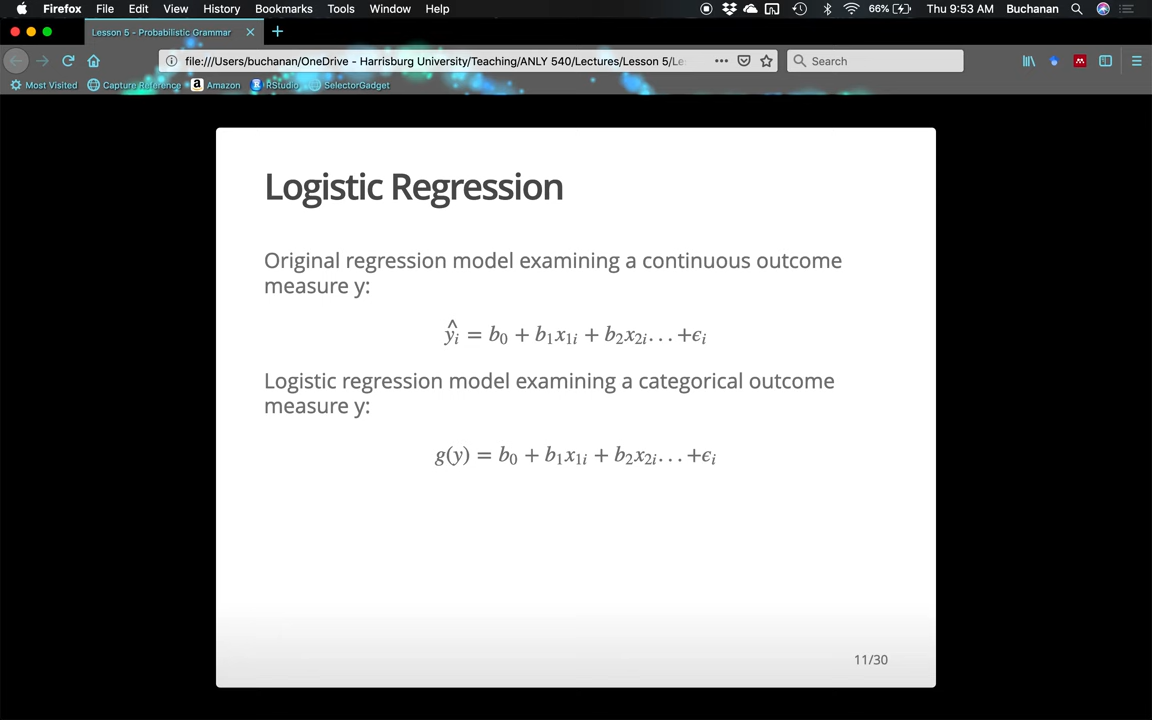 Firefox File Edit View History Bookmarks Tools Window Help 66% Thu 9:53 AM Buchanan
Lesson 5 - Probabilistic Grammar
file:///Users/buchanan/OneDrive - Harrisburg University/Teaching/ANLY 540/Lectures/Lesson 5/Le Search
Most Visited Capture Reference Amazon RStudio SelectorGadget
Logistic Regression
Original regression model examining a continuous outcome
measure y:
ŷᵢ = b₀ + b₁x₁ᵢ + b₂x₂ᵢ... +ϵᵢ
Logistic regression model examining a categorical outcome
measure y:
g(y) = b₀ + b₁x₁ᵢ + b₂x₂ᵢ... +ϵᵢ
11/30